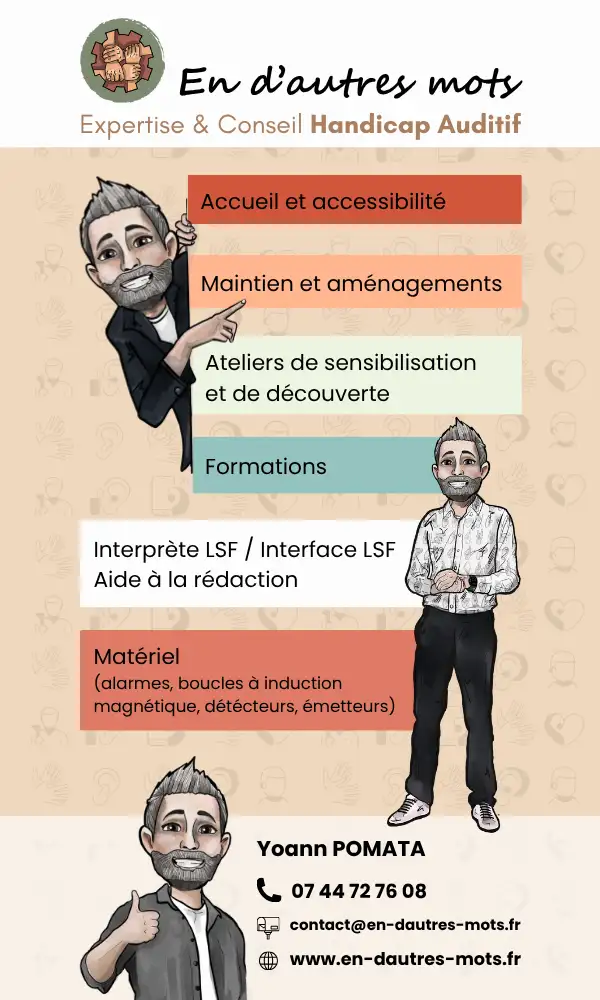 En d'autres mots
Expertise & Conseil Handicap Auditif
Accueil et accessibilité
Maintien et aménagements
Ateliers de sensibilisation
et de découverte
Formations
Interprète LSF / Interface LSF
Aide à la rédaction
Matériel
(alarmes, boucles à induction
magnétique, détécteurs, émetteurs)
Yoann POMATA
07 44 72 76 08
contact@en-dautres-mots.fr
www.en-dautres-mots.fr